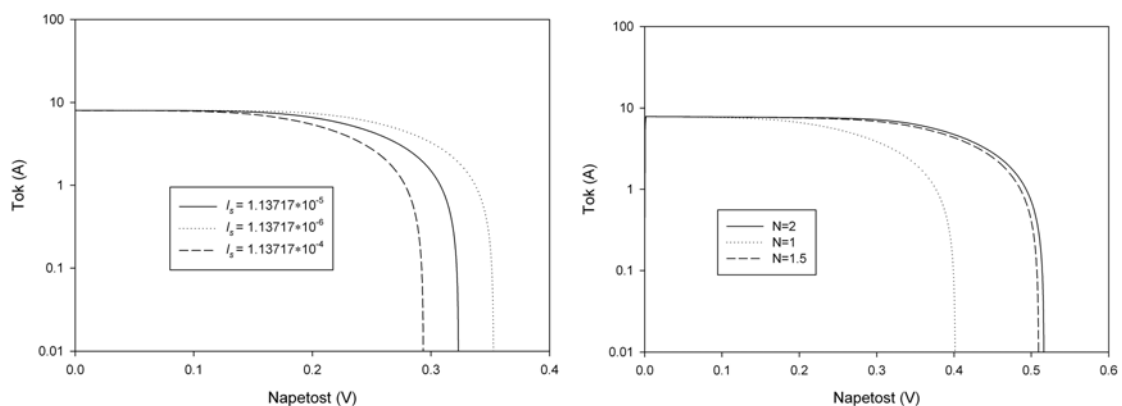 100
10
1
0.1
0.01
Tok (A)
I_s = 1.13717*10^-5
I_s = 1.13717*10^-6
I_s = 1.13717*10^-4
0.0 0.1 0.2 0.3 0.4
Napetost (V)
100
10
1
0.1
0.01
Tok (A)
N=2
N=1
N=1.5
0.0 0.1 0.2 0.3 0.4 0.5 0.6
Napetost (V)